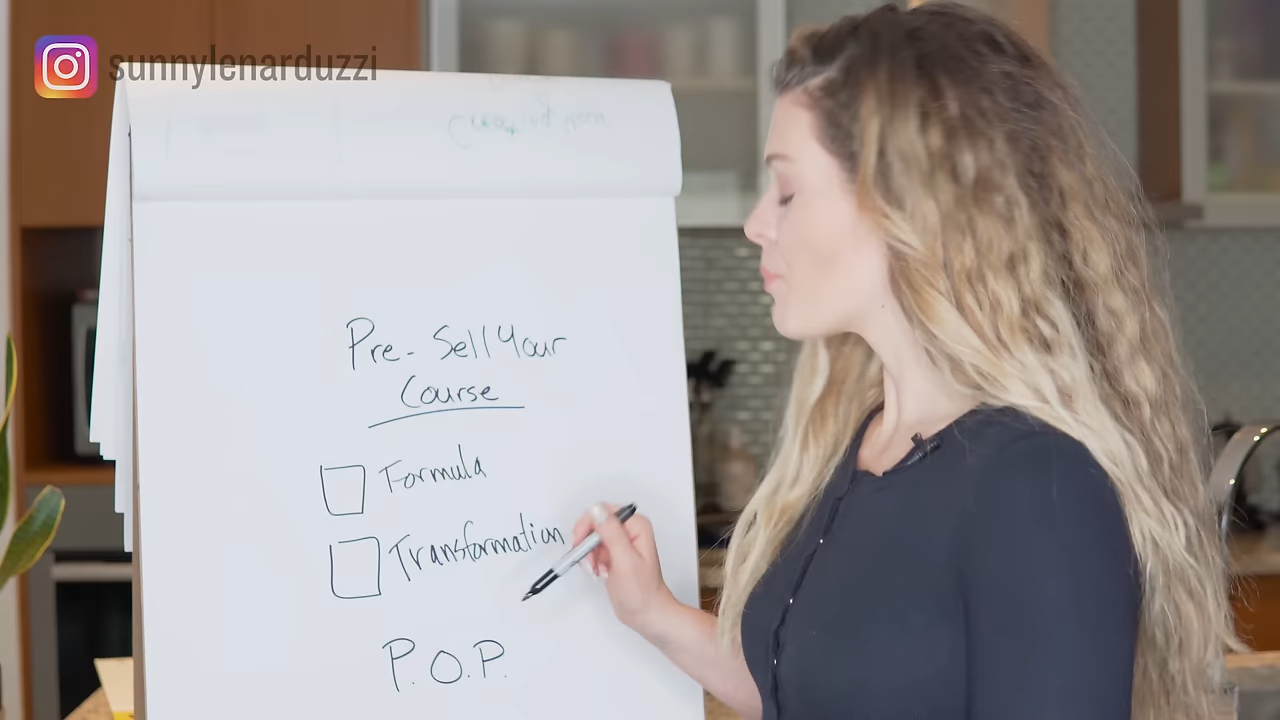 sunnylenarduzzi
Pre-Sell Your
Course
Formula
Transformation
P.O.P.